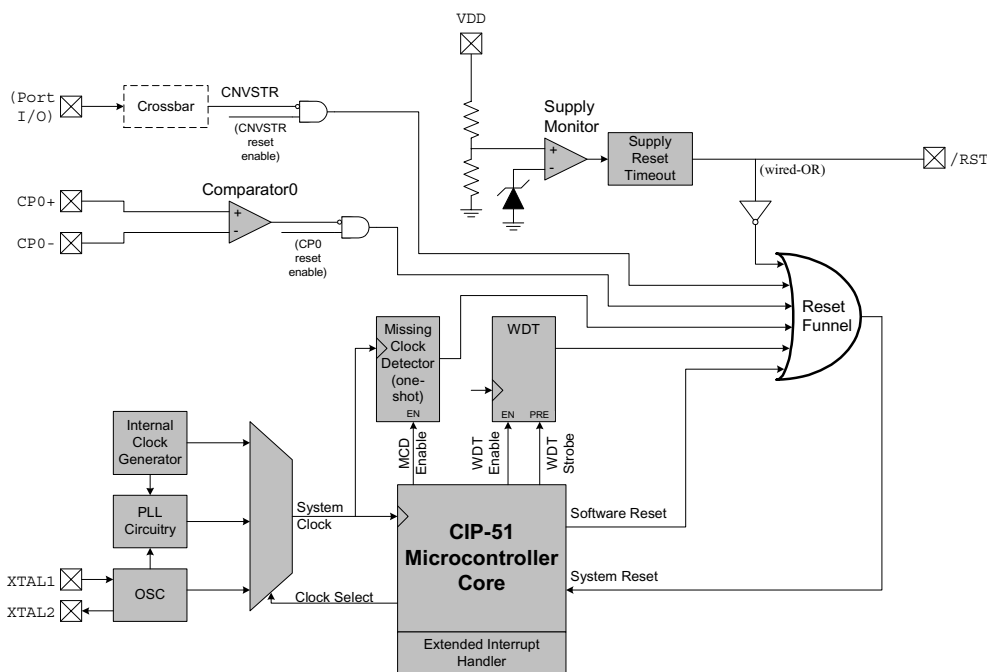 VDD
(Port
I/O)
Crossbar
CNVSTR
(CNVSTR
reset
enable)
Supply
Monitor
+
-
Supply
Reset
Timeout
(wired-OR)
/RST
CP0+
CP0-
Comparator0
+
-
(CP0
reset
enable)
Reset
Funnel
Missing
Clock
Detector
(one-
shot)
EN
WDT
EN
PRE
MCD
Enable
WDT
Enable
WDT
Strobe
Internal
Clock
Generator
PLL
Circuitry
OSC
XTAL1
XTAL2
System
Clock
Clock Select
CIP-51
Microcontroller
Core
Software Reset
System Reset
Extended Interrupt
Handler